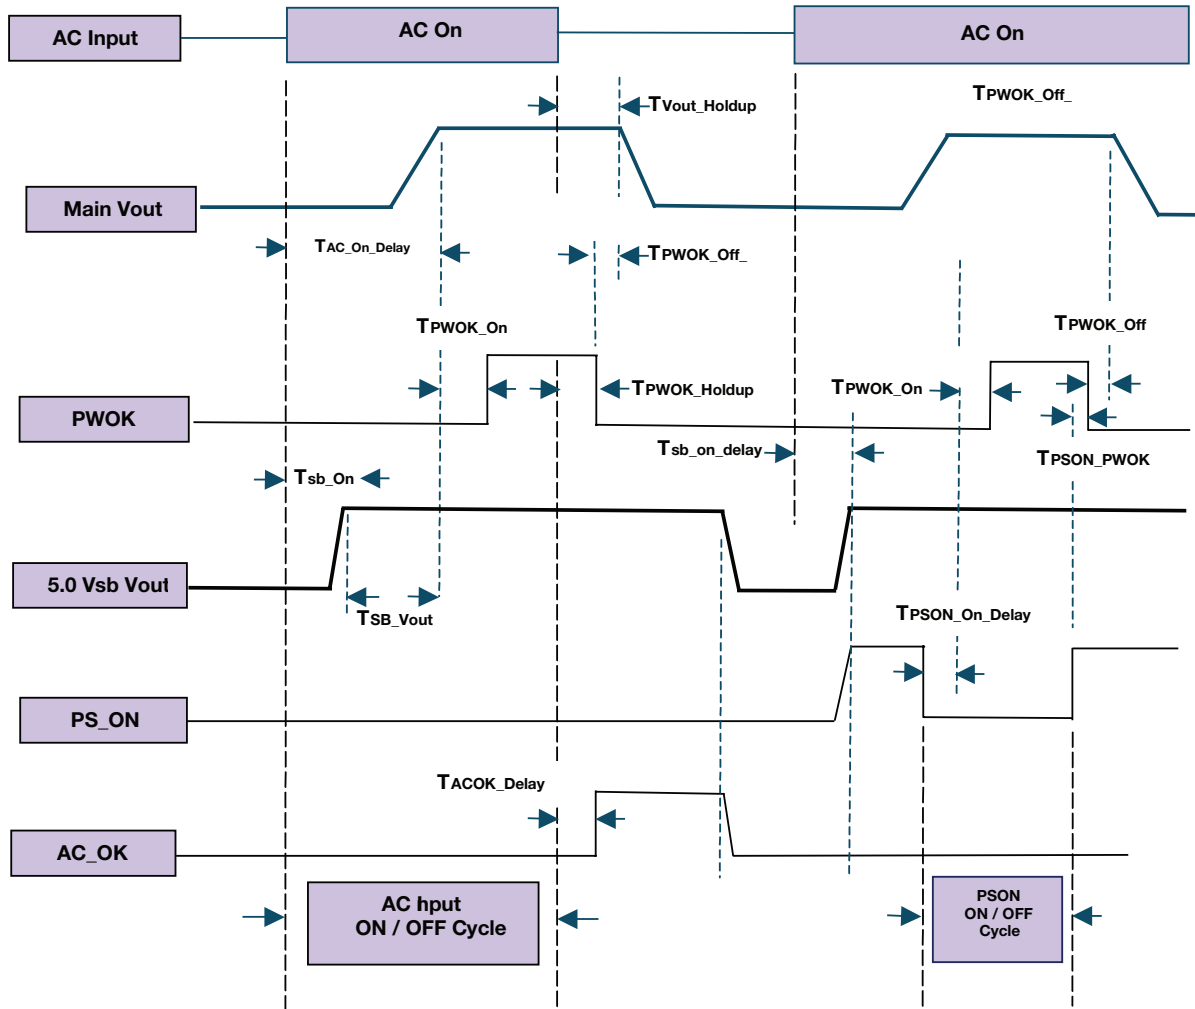 AC Input
AC On
AC On
TVout_Holdup
TPWOK_Off_
Main Vout
TAC_On_Delay
TPWOK_Off_
TPWOK_On
TPWOK_Off
TPWOK_Holdup
TPWOK_On
PWOK
Tsb_on_delay
TPSON_PWOK
Tsb_On
5.0 Vsb Vout
TSB_Vout
TPSON_On_Delay
PS_ON
TACOK_Delay
AC_OK
AC Input
ON / OFF Cycle
PSON
ON / OFF
Cycle